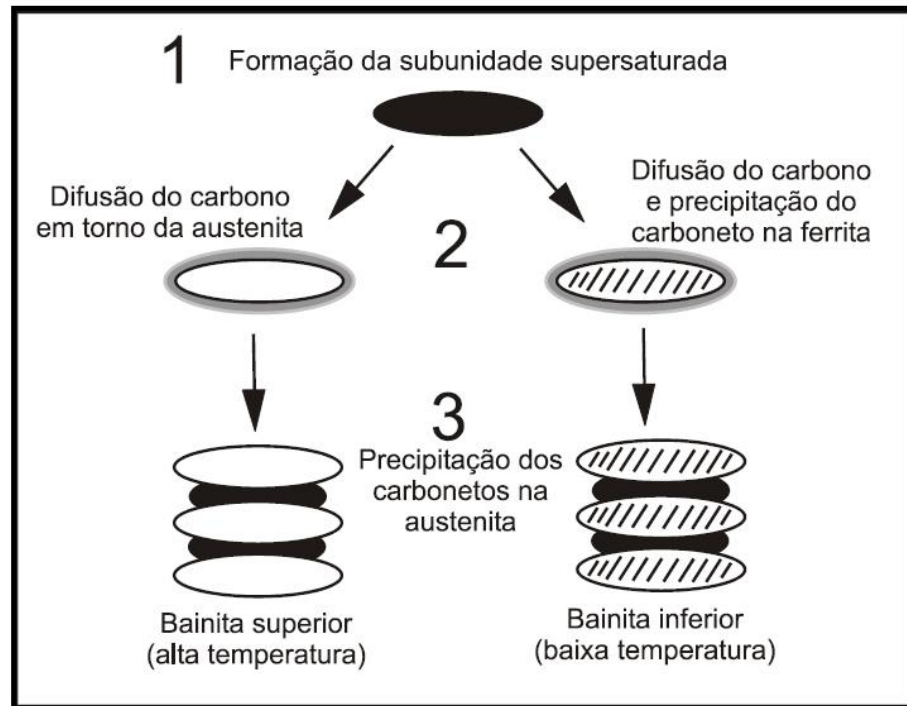 1 Formação da subunidade supersaturada
Difusão do carbono
em torno da austenita
2
Difusão do carbono
e precipitação do
carboneto na ferrita
3
Precipitação dos
carbonetos na
austenita
Bainita superior
(alta temperatura)
Bainita inferior
(baixa temperatura)